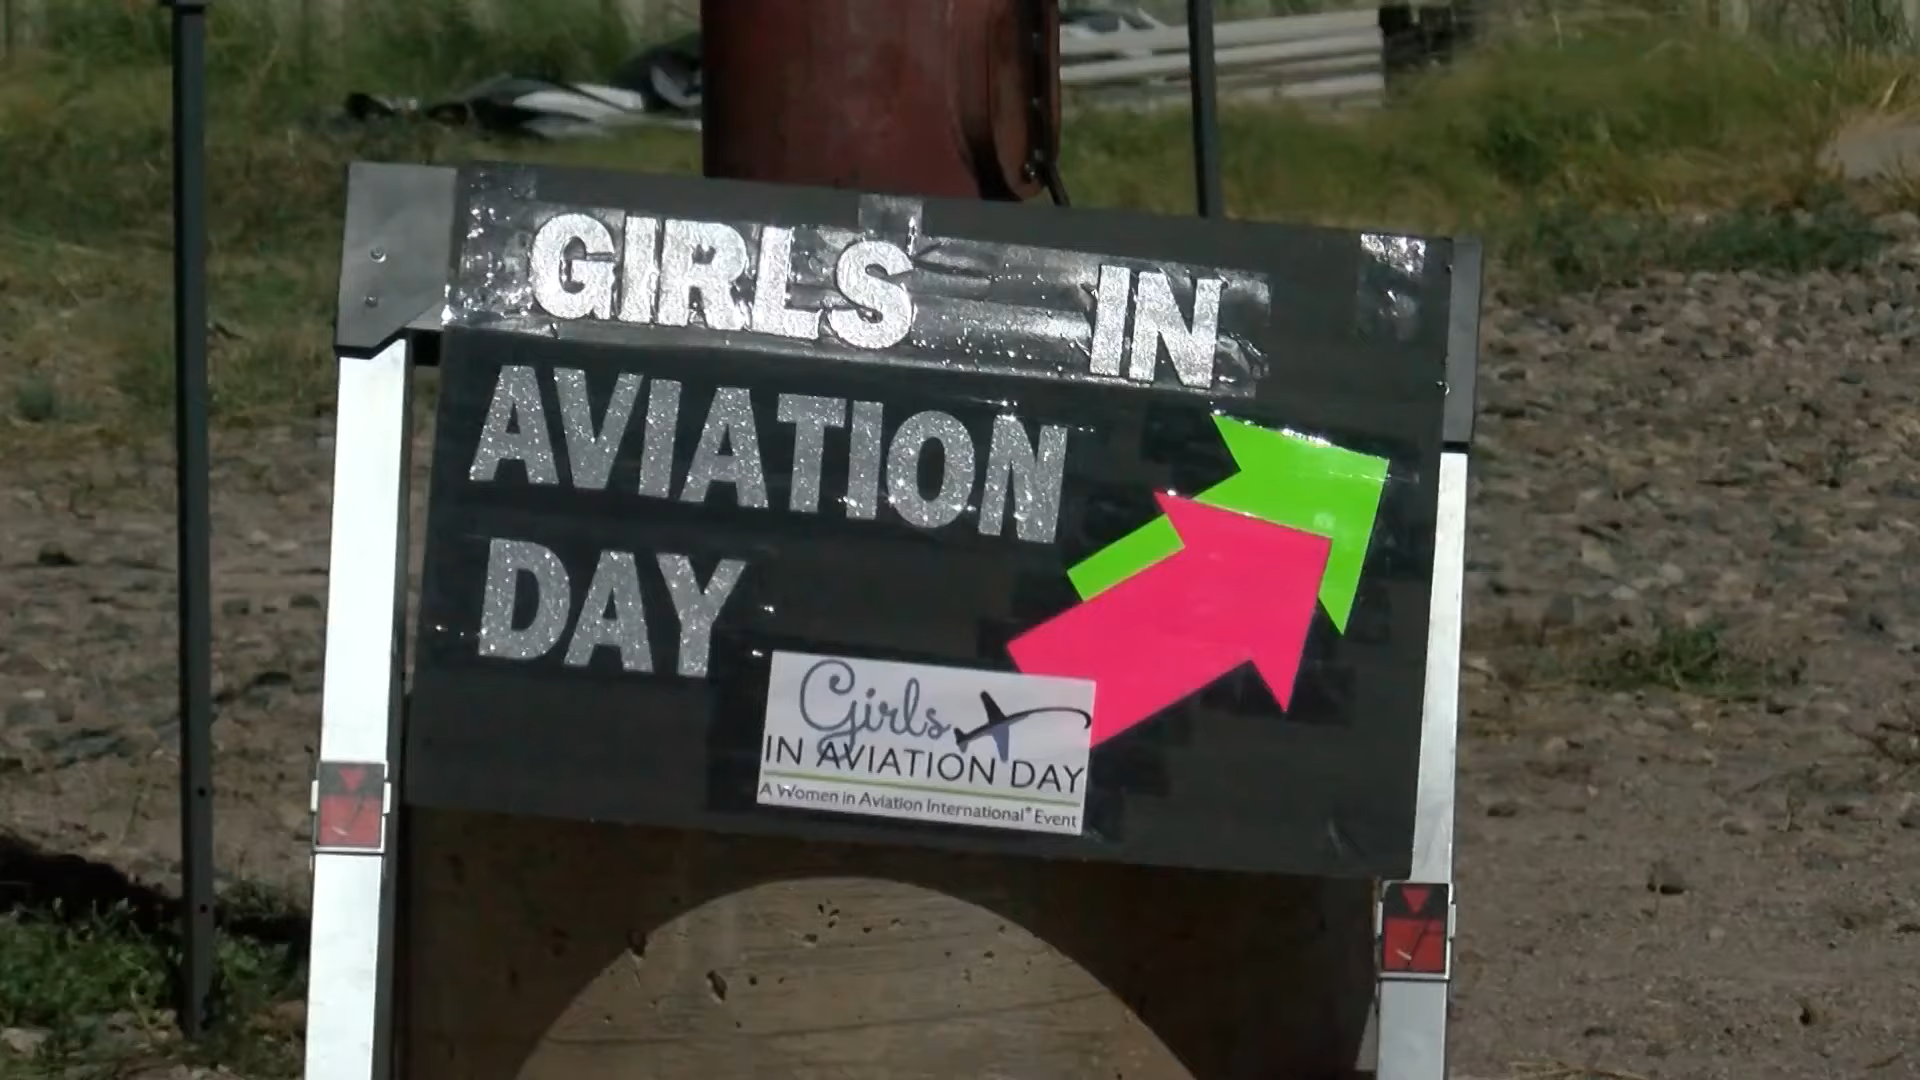 GIRLS IN
AVIATION
DAY
Girls
IN AVIATION DAY
A Women in Aviation International® Event